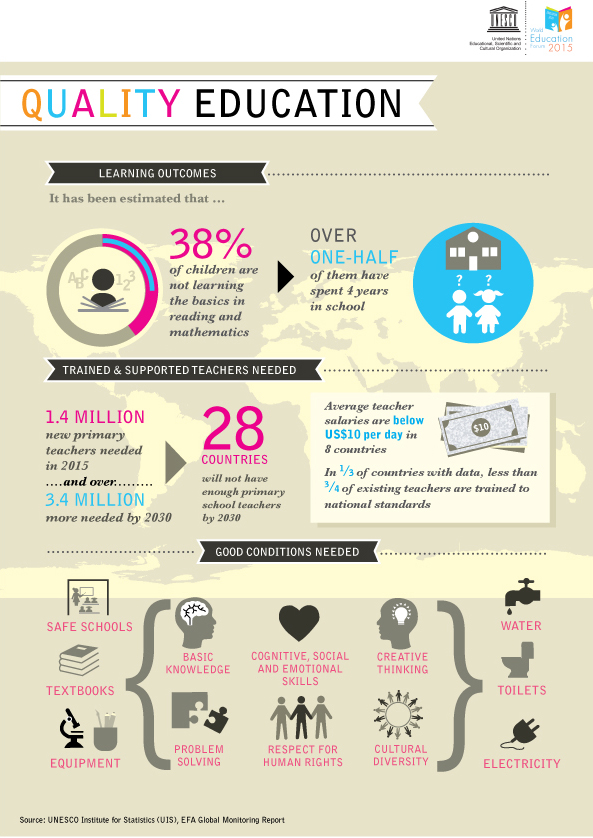 UNESCO
United Nations
Educational, Scientific and
Cultural Organization
World
Education
Forum 2015
QUALITY EDUCATION
LEARNING OUTCOMES
It has been estimated that ...
ABC 123
38%
of children are
not learning
the basics in
reading and
mathematics
OVER
ONE-HALF
of them have
spent 4 years
in school
? ?
TRAINED & SUPPORTED TEACHERS NEEDED
1.4 MILLION
new primary
teachers needed
in 2015
....and over.........
3.4 MILLION
more needed by 2030
28
COUNTRIES
will not have
enough primary
school teachers
by 2030
Average teacher
salaries are below
US$10 per day in
8 countries
$10
In 1/3 of countries with data, less than
3/4 of existing teachers are trained to
national standards
GOOD CONDITIONS NEEDED
SAFE SCHOOLS
TEXTBOOKS
EQUIPMENT
BASIC
KNOWLEDGE
COGNITIVE, SOCIAL
AND EMOTIONAL
SKILLS
CREATIVE
THINKING
PROBLEM
SOLVING
RESPECT FOR
HUMAN RIGHTS
CULTURAL
DIVERSITY
WATER
TOILETS
ELECTRICITY
Source: UNESCO Institute for Statistics (UIS), EFA Global Monitoring Report